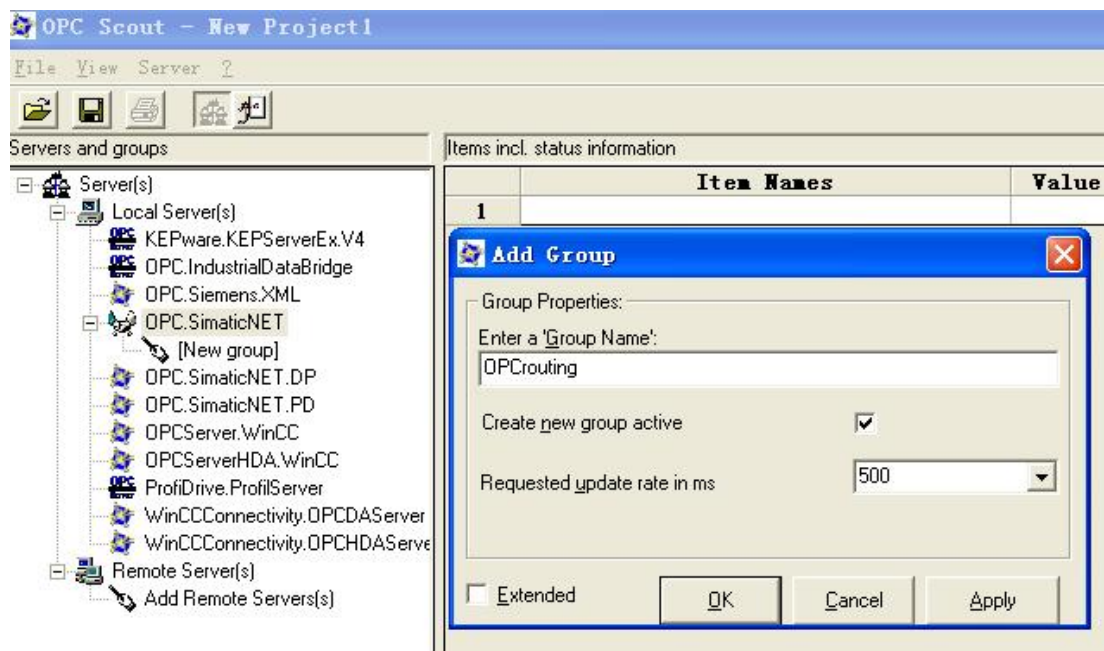 OPC Scout - New Project1
File View Server ?
Servers and groups
Items incl. status information
Item Names Value
1
Server(s)
Local Server(s)
KEPware.KEPServerEx.V4
OPC.IndustrialDataBridge
OPC.Siemens.XML
OPC.SimaticNET
[New group]
OPC.SimaticNET.DP
OPC.SimaticNET.PD
OPCServer.WinCC
OPCServerHDA.WinCC
ProfiDrive.ProfilServer
WinCCConnectivity.OPCDAServer
WinCCConnectivity.OPCHDAServe
Remote Server(s)
Add Remote Servers(s)
Add Group
Group Properties:
Enter a 'Group Name':
OPCrouting
Create new group active
Requested update rate in ms 500
Extended OK Cancel Apply